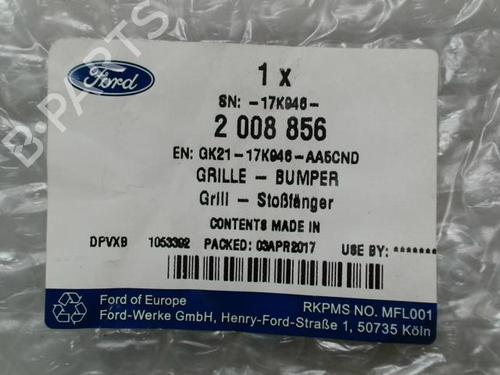 B-PARTS
Ford
1 x
SN: -17K946-
2 008 856
EN: GK21-17K946-AA5CND
GRILLE - BUMPER
Grill - Stoßfänger
CONTENTS MADE IN
DPVXB 1053392 PACKED: 03APR2017 USE BY: *******
Ford of Europe
Ford-Werke GmbH, Henry-Ford-Straße 1, 50735 Köln
RKPMS NO. MFL001